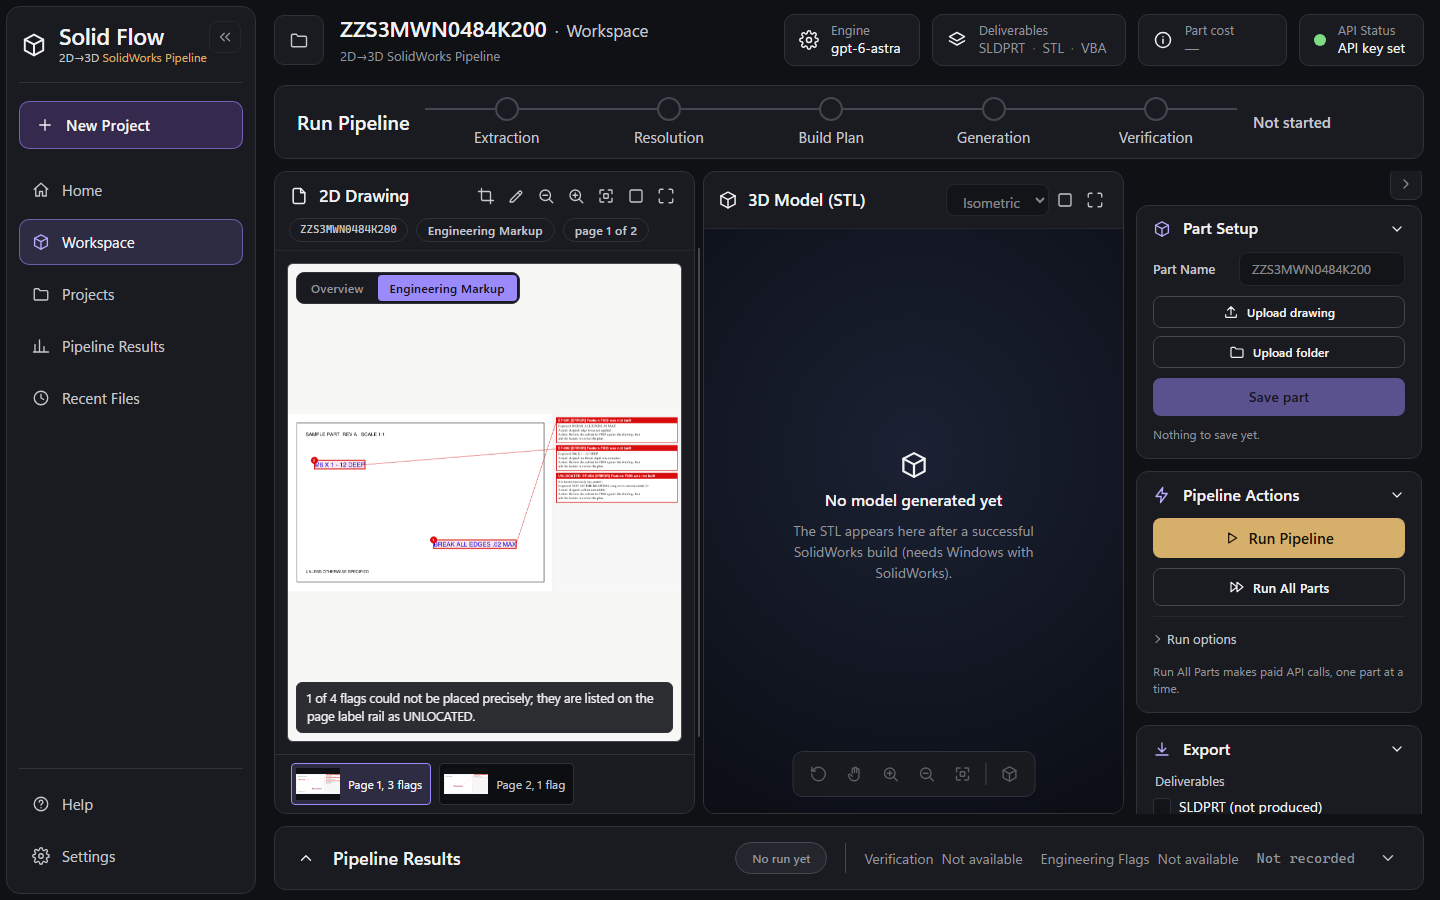 Solid Flow
2D→3D SolidWorks Pipeline
New Project
Home
Workspace
Projects
Pipeline Results
Recent Files
Help
Settings
ZZS3MWN0484K200 · Workspace
2D→3D SolidWorks Pipeline
Engine
gpt-6-astra
Deliverables
SLDPRT · STL · VBA
Part cost
—
API Status
API key set
Run Pipeline
Extraction
Resolution
Build Plan
Generation
Verification
Not started
2D Drawing
ZZS3MWN0484K200
Engineering Markup
page 1 of 2
Overview
Engineering Markup
SAMPLE PART REV A SCALE 1:1
X 1 - 12 DEEP
BREAK ALL EDGES .02 MAX
UNLESS OTHERWISE SPECIFIED
1 of 4 flags could not be placed precisely; they are listed on the
page label rail as UNLOCATED.
Page 1, 3 flags
Page 2, 1 flag
3D Model (STL)
Isometric
No model generated yet
The STL appears here after a successful
SolidWorks build (needs Windows with
SolidWorks).
Part Setup
Part Name
ZZS3MWN0484K200
Upload drawing
Upload folder
Save part
Nothing to save yet.
Pipeline Actions
Run Pipeline
Run All Parts
Run options
Run All Parts makes paid API calls, one part at a
time.
Export
Deliverables
SLDPRT (not produced)
Pipeline Results
No run yet
Verification Not available
Engineering Flags Not available
Not recorded